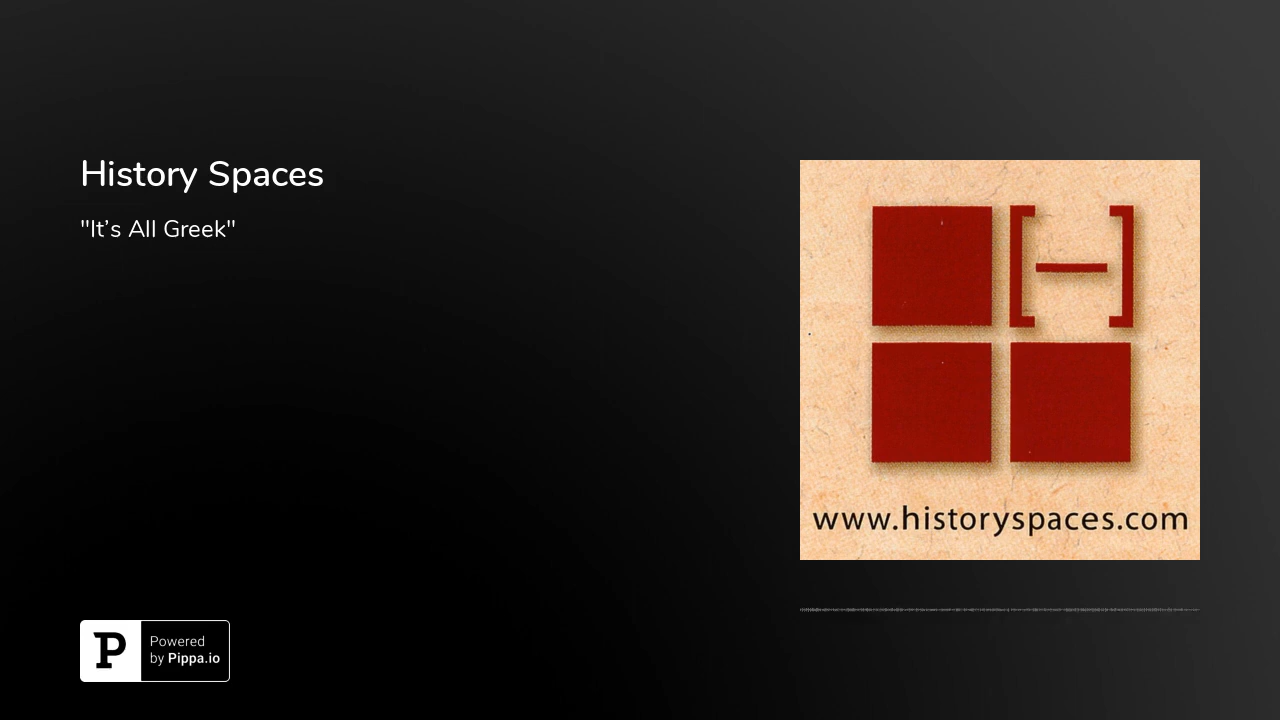 History Spaces
"It’s All Greek"
www.historyspaces.com
P
Powered
by Pippa.io